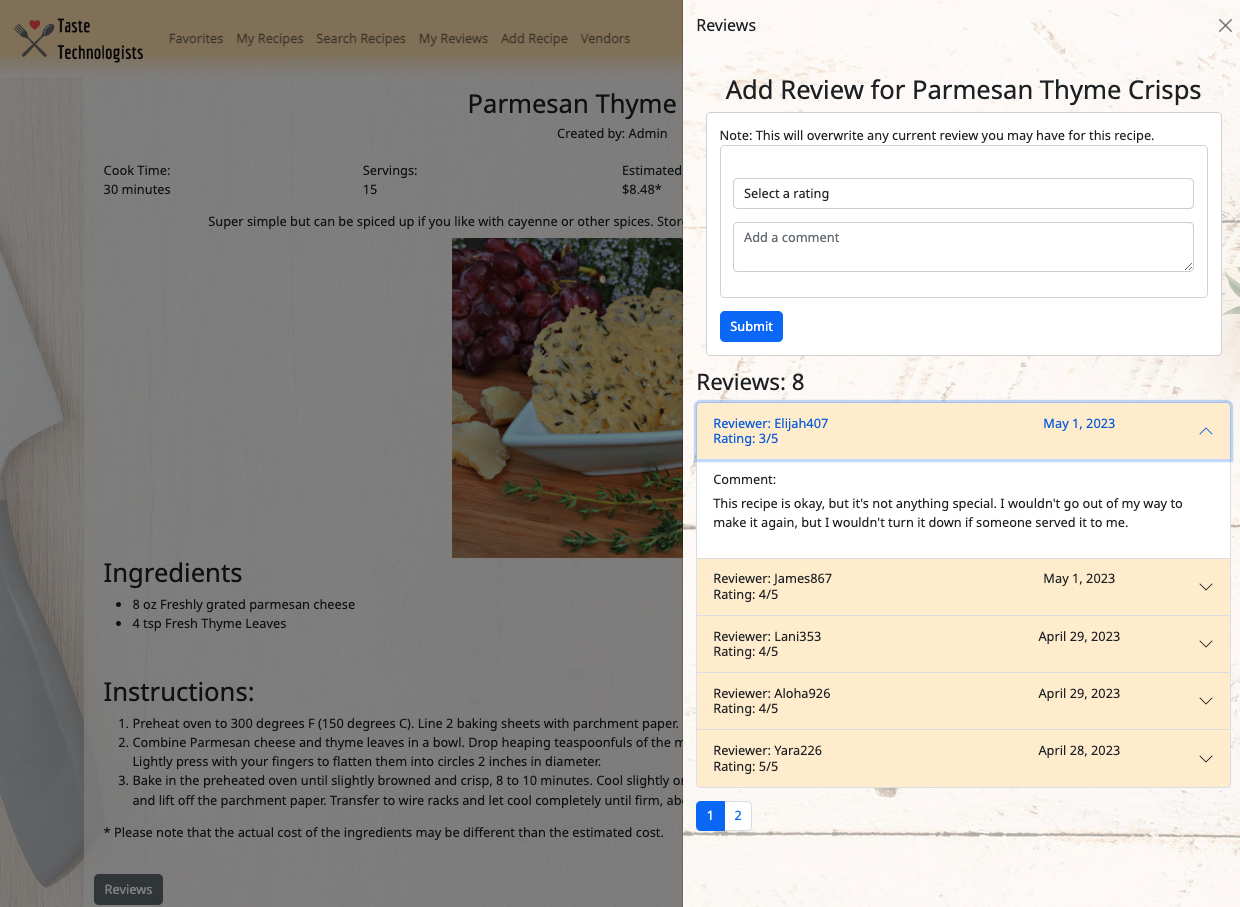 Taste
Technologists
Favorites My Recipes Search Recipes My Reviews Add Recipe Vendors
Parmesan Thyme
Created by: Admin
Cook Time: Servings: Estimated
30 minutes 15 $8.48*
Super simple but can be spiced up if you like with cayenne or other spices.
Ingredients
8 oz Freshly grated parmesan cheese
4 tsp Fresh Thyme Leaves
Instructions:
1. Preheat oven to 300 degrees F (150 degrees C). Line 2 baking sheets with parchment paper.
2. Combine Parmesan cheese and thyme leaves in a bowl. Drop heaping teaspoonfuls of the
Lightly press with your fingers to flatten them into circles 2 inches in diameter.
3. Bake in the preheated oven until slightly browned and crisp, 8 to 10 minutes. Cool slightly
and lift off the parchment paper. Transfer to wire racks and let cool completely until firm,
* Please note that the actual cost of the ingredients may be different than the estimated cost.
Reviews
Reviews
Add Review for Parmesan Thyme Crisps
Note: This will overwrite any current review you may have for this recipe.
Select a rating
Add a comment
Submit
Reviews: 8
Reviewer: Elijah407 May 1, 2023
Rating: 3/5
Comment:
This recipe is okay, but it's not anything special. I wouldn't go out of my way to
make it again, but I wouldn't turn it down if someone served it to me.
Reviewer: James867 May 1, 2023
Rating: 4/5
Reviewer: Lani353 April 29, 2023
Rating: 4/5
Reviewer: Aloha926 April 29, 2023
Rating: 4/5
Reviewer: Yara226 April 28, 2023
Rating: 5/5
1 2